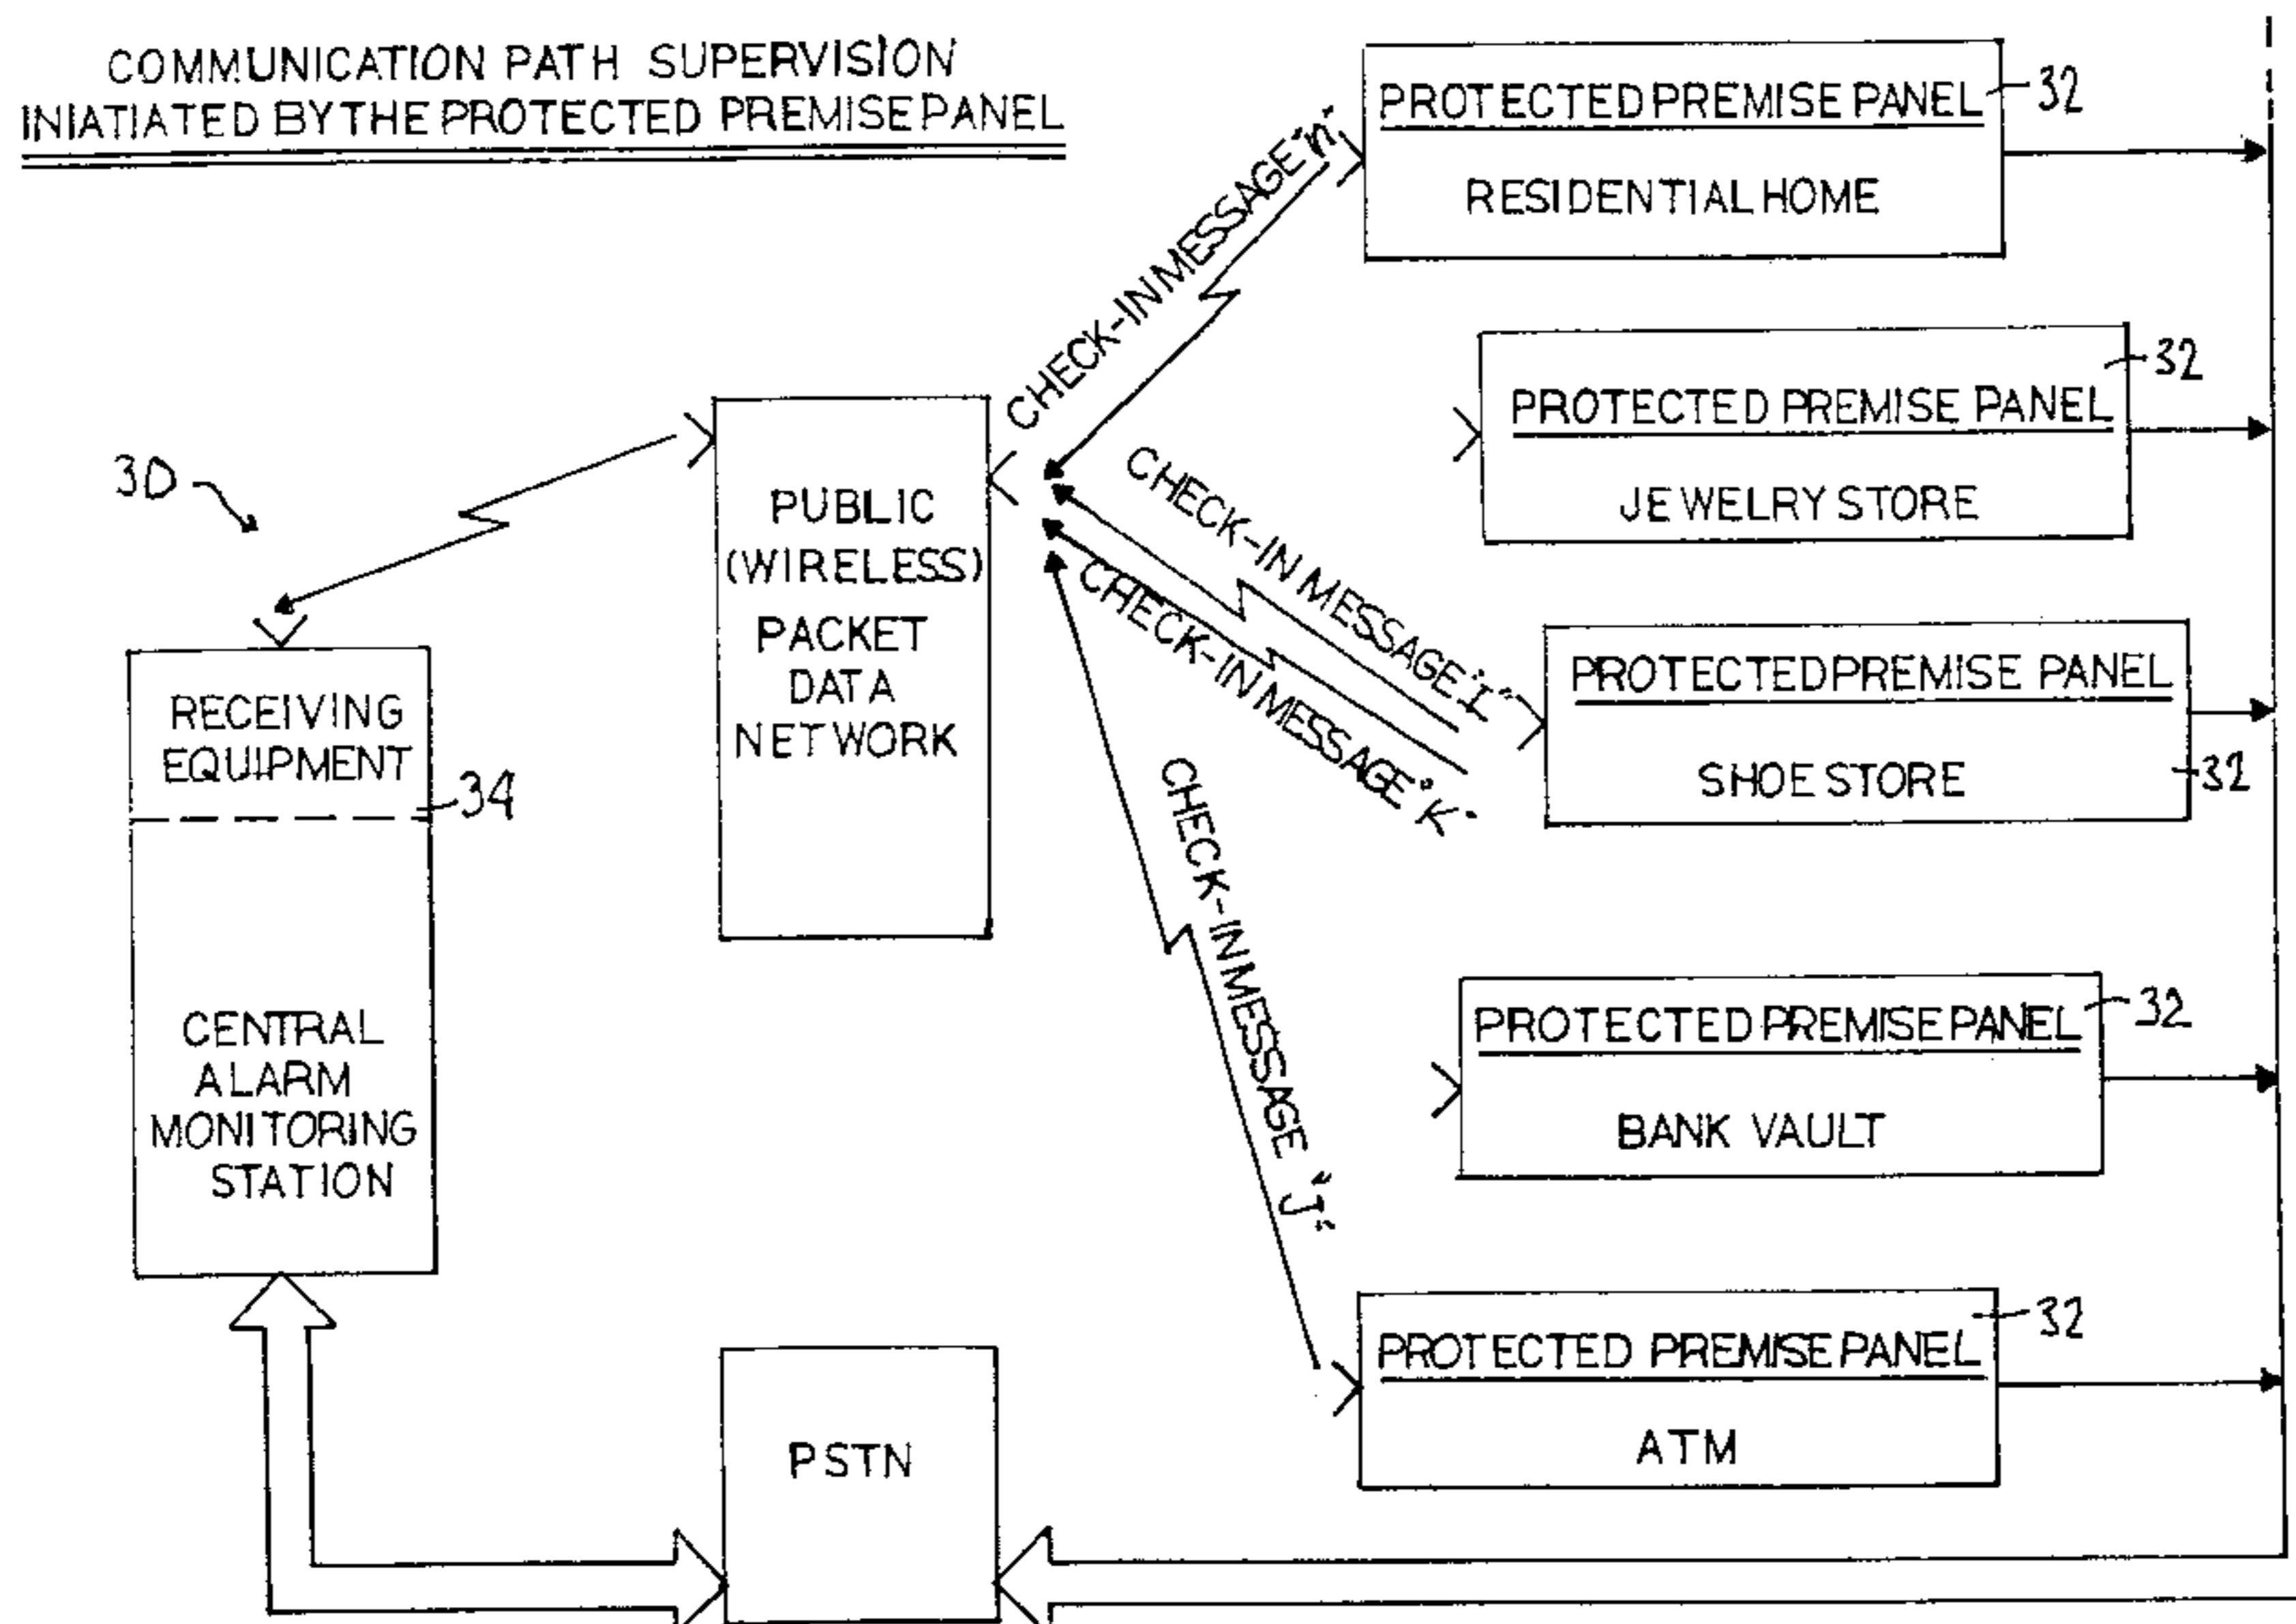 COMMUNICATION PATH SUPERVISION
INIATIATED BY THE PROTECTED PREMISE PANEL
PROTECTED PREMISE PANEL
32
RESIDENTIAL HOME
CHECK-IN MESSAGE "n"
PROTECTED PREMISE PANEL
32
JEWELRY STORE
30
PUBLIC
(WIRELESS)
PACKET
DATA
NETWORK
CHECK-IN MESSAGE "I"
CHECK-IN MESSAGE "K"
PROTECTED PREMISE PANEL
SHOE STORE
32
RECEIVING
EQUIPMENT
34
CENTRAL
ALARM
MONITORING
STATION
CHECK-IN MESSAGE "J"
PROTECTED PREMISE PANEL
32
BANK VAULT
PROTECTED PREMISE PANEL
32
ATM
PSTN